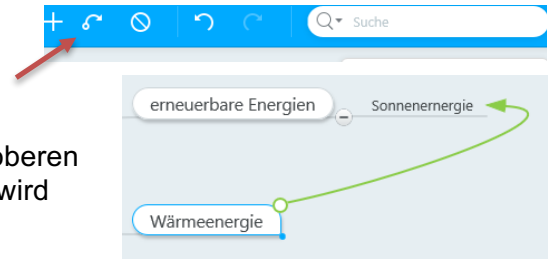 Suche
erneuerbare Energien
Sonnenernergie
oberen
wird
Wärmeenergie